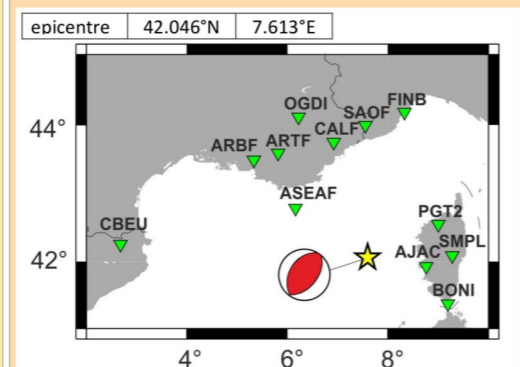 epicentre 42.046°N 7.613°E
OGDI
FINB
SAOF
44°
CALF
ARBF
ARTF
ASEAF
CBEU
PGT2
42°
AJAC
SMPL
BONI
4° 6° 8°